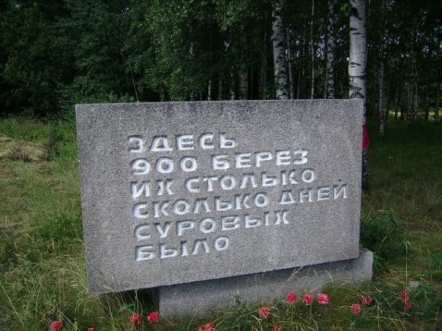 ЗДЕСЬ
900 БЕРЕЗ
ИХ СТОЛЬКО
СКОЛЬКО ДНЕЙ
СУРОВЫХ
БЫЛО